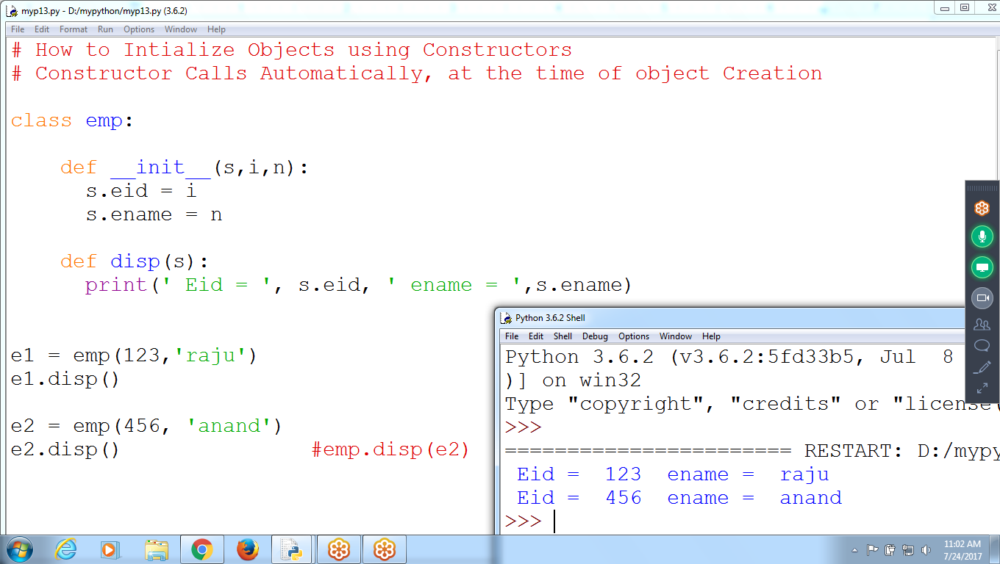 myp13.py - D:/mypython/myp13.py (3.6.2)
File Edit Format Run Options Window Help
# How to Intialize Objects using Constructors
# Constructor Calls Automatically, at the time of object Creation
class emp:
def __init__(s,i,n):
s.eid = i
s.ename = n
def disp(s):
print(' Eid = ', s.eid, ' ename = ',s.ename)
e1 = emp(123,'raju')
e1.disp()
e2 = emp(456, 'anand')
e2.disp() #emp.disp(e2)
Python 3.6.2 Shell
File Edit Shell Debug Options Window Help
Python 3.6.2 (v3.6.2:5fd33b5, Jul 8
)] on win32
Type "copyright", "credits" or "license
>>>
======================= RESTART: D:/mypy
Eid = 123 ename = raju
Eid = 456 ename = anand
>>>
11:02 AM
7/24/2017